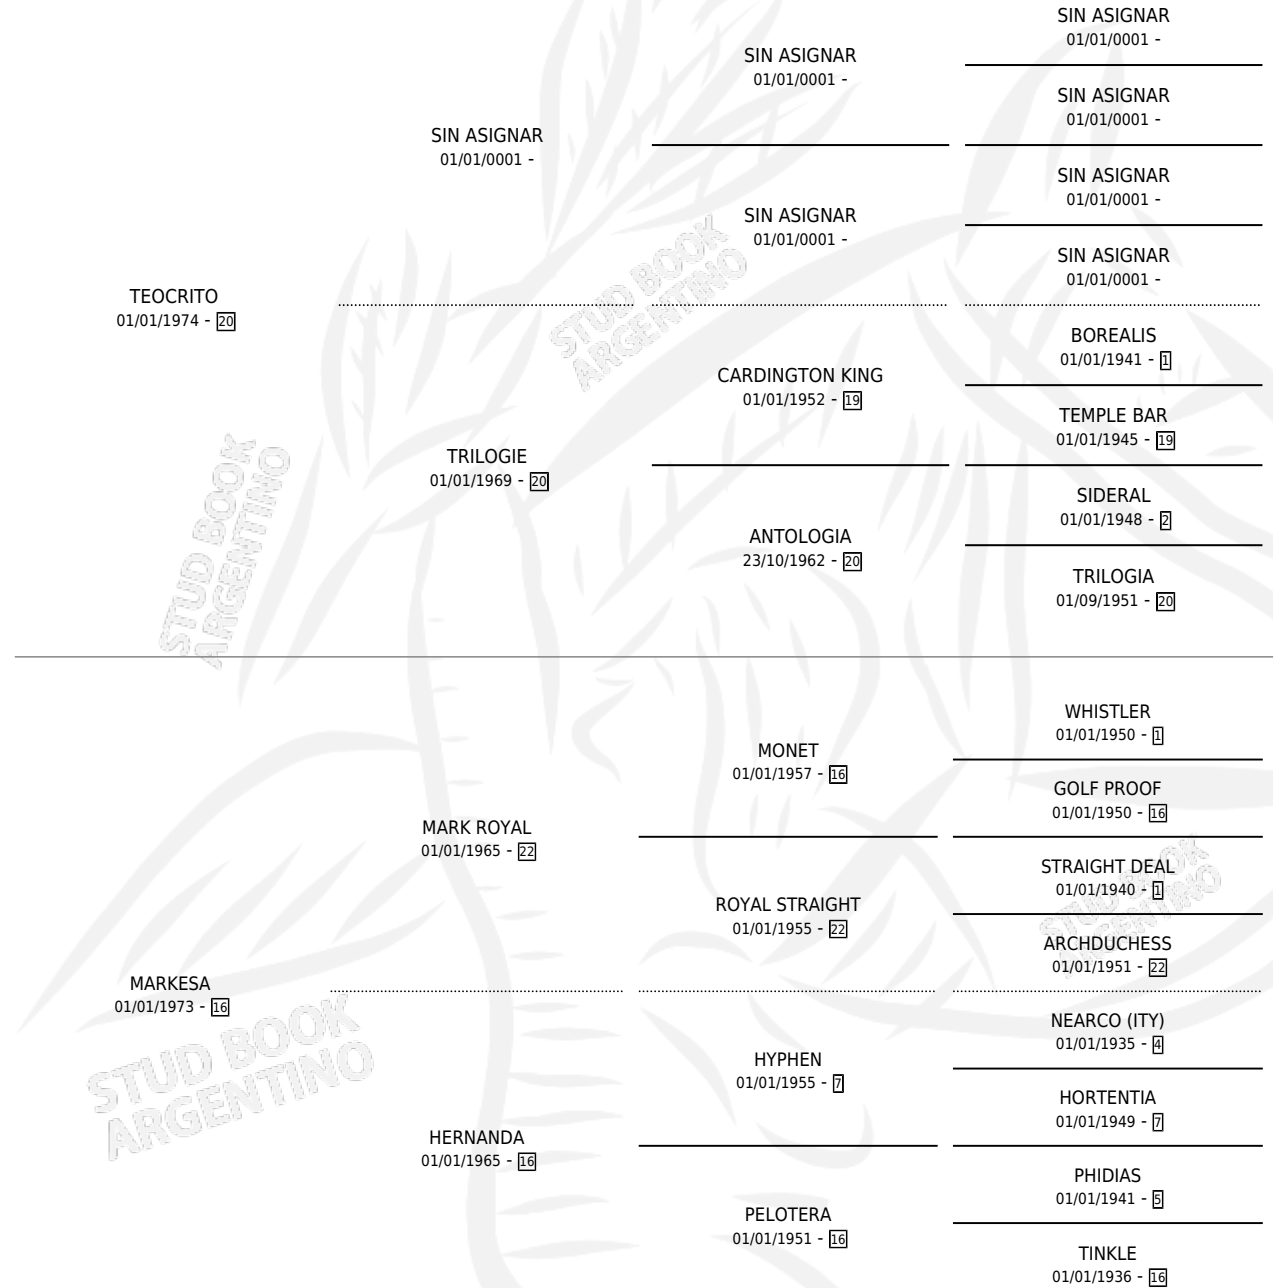 SIN ASIGNAR
01/01/0001 -
SIN ASIGNAR
01/01/0001 -
SIN ASIGNAR
01/01/0001 -
SIN ASIGNAR
01/01/0001 -
SIN ASIGNAR
01/01/0001 -
SIN ASIGNAR
01/01/0001 -
SIN ASIGNAR
01/01/0001 -
STUD BOOK
ARGENTINO
TEOCRITO
01/01/1974 - 20
BOREALIS
01/01/1941 - 1
CARDINGTON KING
01/01/1952 - 19
TEMPLE BAR
01/01/1945 - 19
TRILOGIE
01/01/1969 - 20
SIDERAL
01/01/1948 - 2
ANTOLOGIA
23/10/1962 - 20
TRILOGIA
01/09/1951 - 20
STUD BOOK
ARGENTINO
WHISTLER
01/01/1950 - 1
MONET
01/01/1957 - 16
GOLF PROOF
01/01/1950 - 16
MARK ROYAL
01/01/1965 - 22
STRAIGHT DEAL
01/01/1940 - 1
ROYAL STRAIGHT
01/01/1955 - 22
STUD BOOK
ARGENTINO
ARCHDUCHESS
01/01/1951 - 22
MARKESA
01/01/1973 - 16
NEARCO (ITY)
01/01/1935 - 4
HYPHEN
01/01/1955 - 7
STUD BOOK
ARGENTINO
HORTENTIA
01/01/1949 - 7
HERNANDA
01/01/1965 - 16
PHIDIAS
01/01/1941 - 5
PELOTERA
01/01/1951 - 16
TINKLE
01/01/1936 - 16